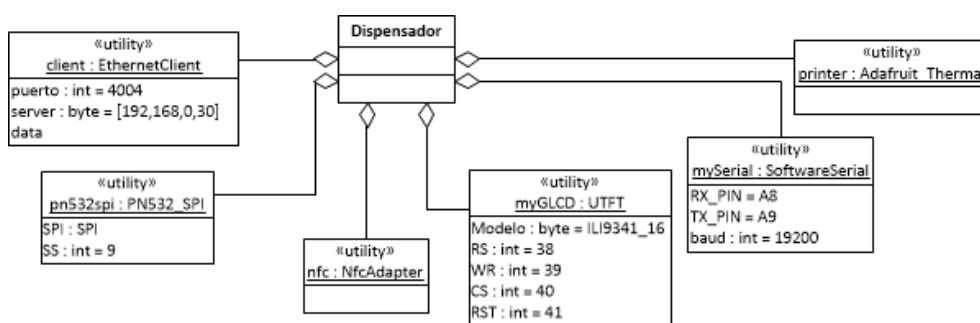 Dispensador
«utility»
client : EthernetClient
puerto : int = 4004
server : byte = [192,168,0,30]
data
«utility»
printer : Adafruit_Therma
«utility»
pn532spi : PN532_SPI
SPI : SPI
SS : int = 9
«utility»
nfc : NfcAdapter
«utility»
myGLCD : UTFT
Modelo : byte = ILI9341_16
RS : int = 38
WR : int = 39
CS : int = 40
RST : int = 41
«utility»
mySerial : SoftwareSerial
RX_PIN = A8
TX_PIN = A9
baud : int = 19200